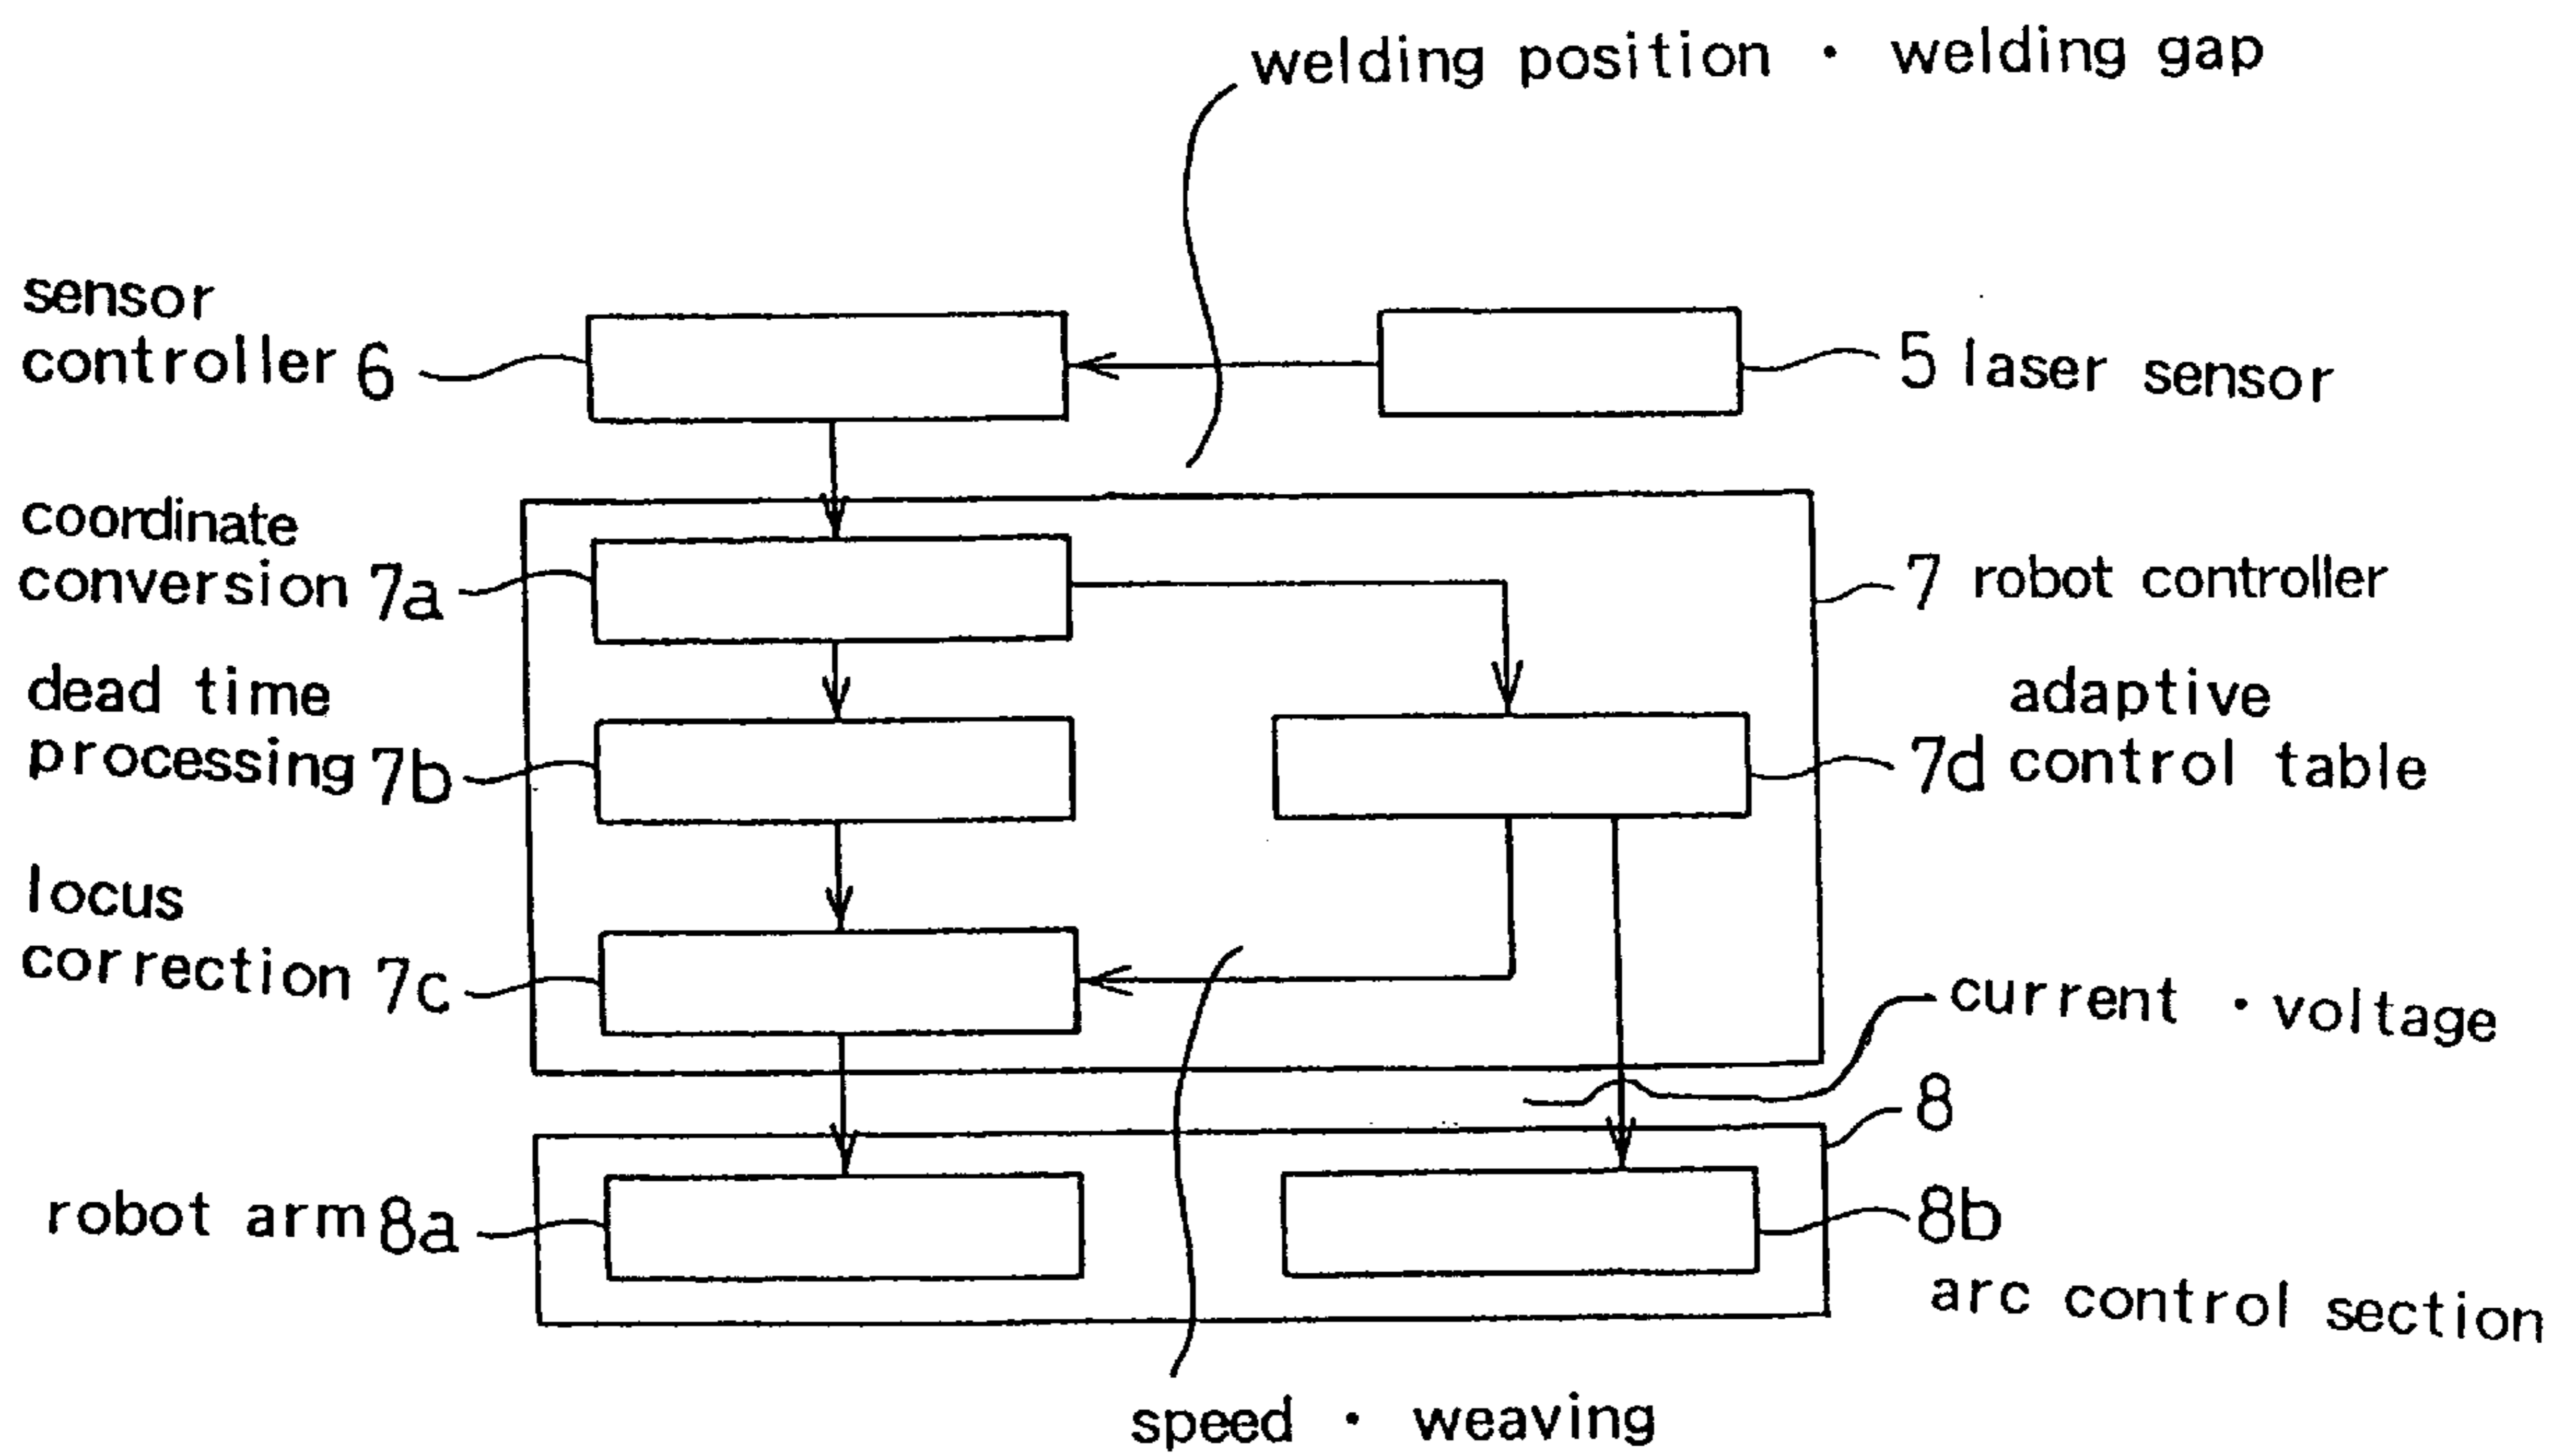 welding position · welding gap
sensor
controller 6
5 laser sensor
coordinate
conversion 7a
7 robot controller
dead time
processing 7b
adaptive
7d control table
locus
correction 7c
current · voltage
8
robot arm 8a
8b
arc control section
speed · weaving